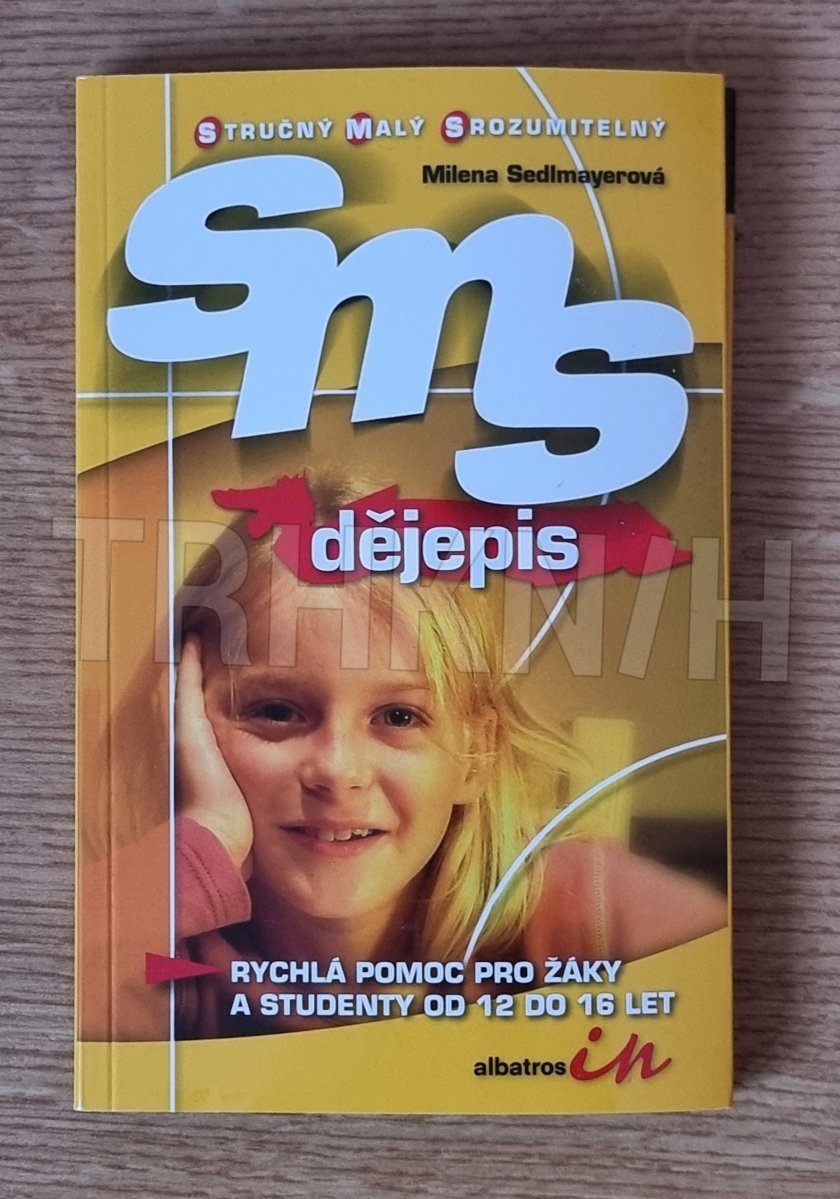 STRUČNÝ MALÝ SROZUMITELNÝ
Milena Sedlmayerová
sms
dějepis
TRHKNIH
RYCHLÁ POMOC PRO ŽÁKY
A STUDENTY OD 12 DO 16 LET
albatros in